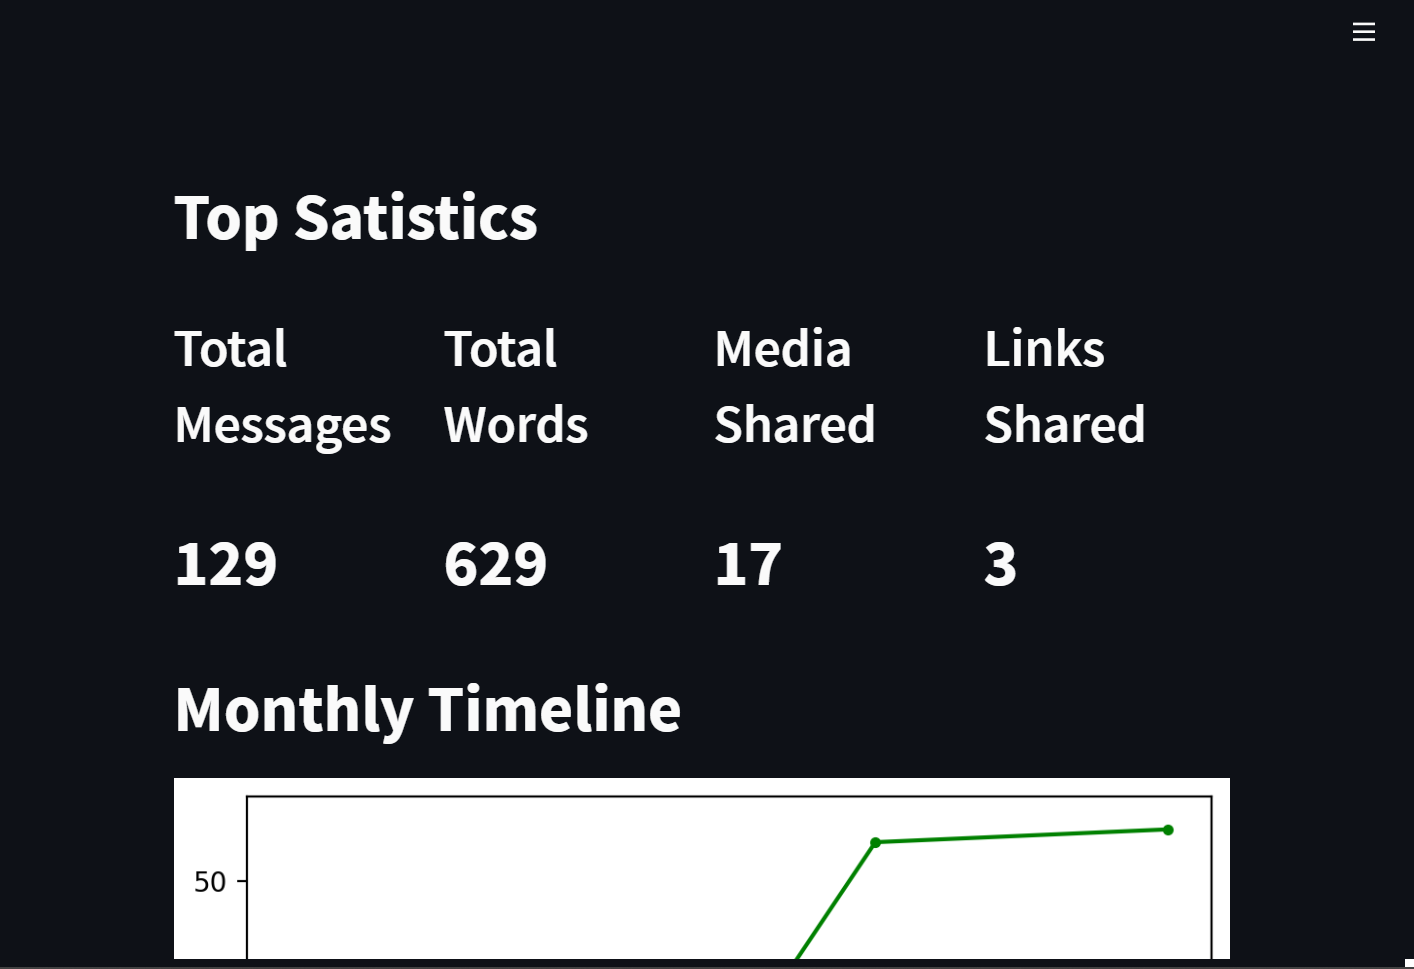 Top Satistics
Total Messages
Total Words
Media Shared
Links Shared
129
629
17
3
Monthly Timeline
50